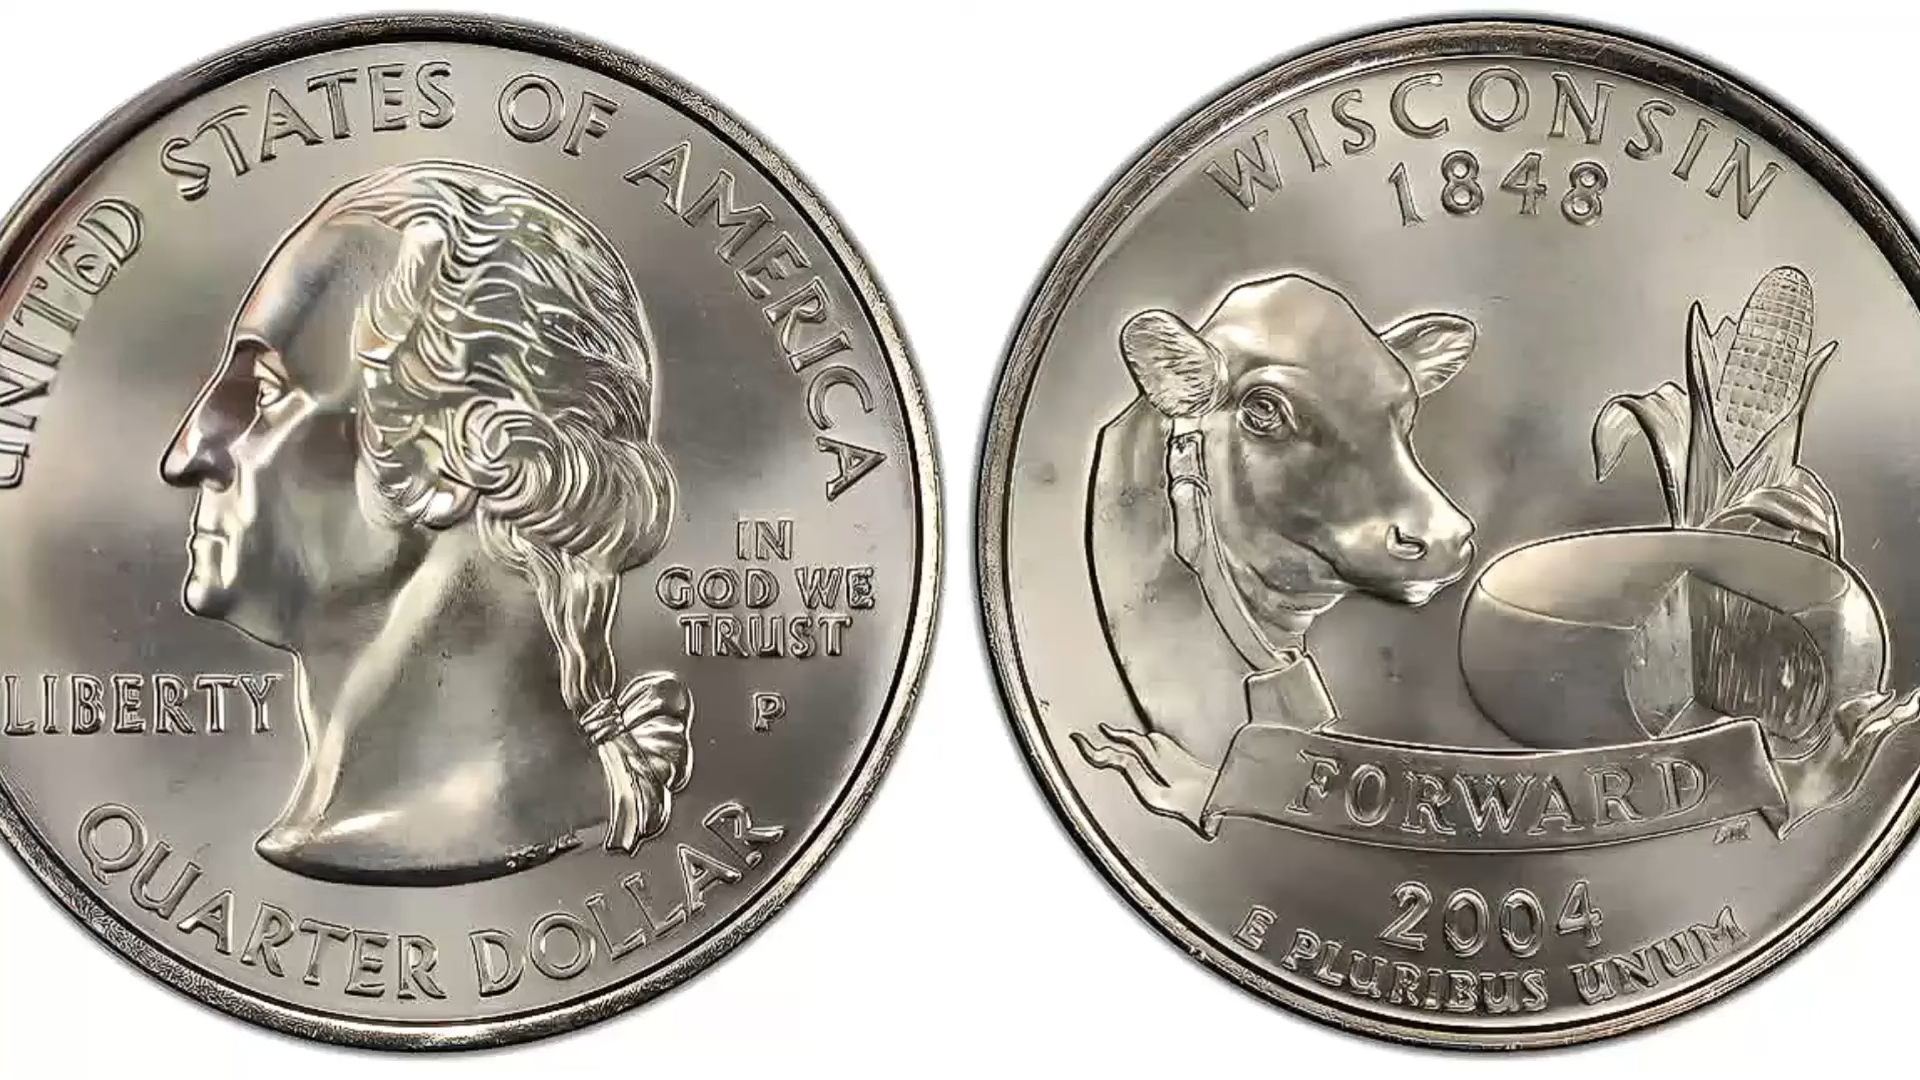 UNITED STATES OF AMERICA
IN
GOD WE
TRUST
LIBERTY
P
QUARTER DOLLAR
WISCONSIN
1848
FORWARD
2004
E PLURIBUS UNUM